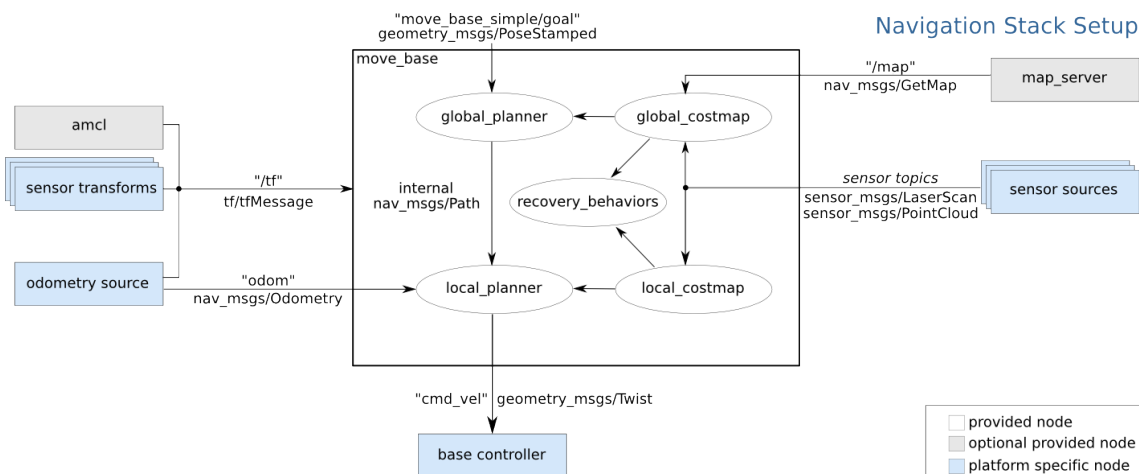 Navigation Stack Setup
"move_base_simple/goal"
geometry_msgs/PoseStamped
move_base
"/map"
nav_msgs/GetMap
map_server
amcl
global_planner
global_costmap
sensor transforms
"/tf"
tf/tfMessage
internal
nav_msgs/Path
recovery_behaviors
sensor topics
sensor_msgs/LaserScan
sensor_msgs/PointCloud
sensor sources
odometry source
"odom"
nav_msgs/Odometry
local_planner
local_costmap
"cmd_vel"
geometry_msgs/Twist
base controller
provided node
optional provided node
platform specific node